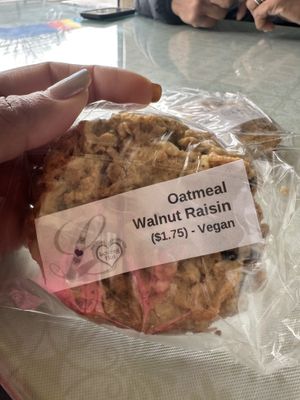 Oatmeal
Walnut Raisin
($1.75) - Vegan